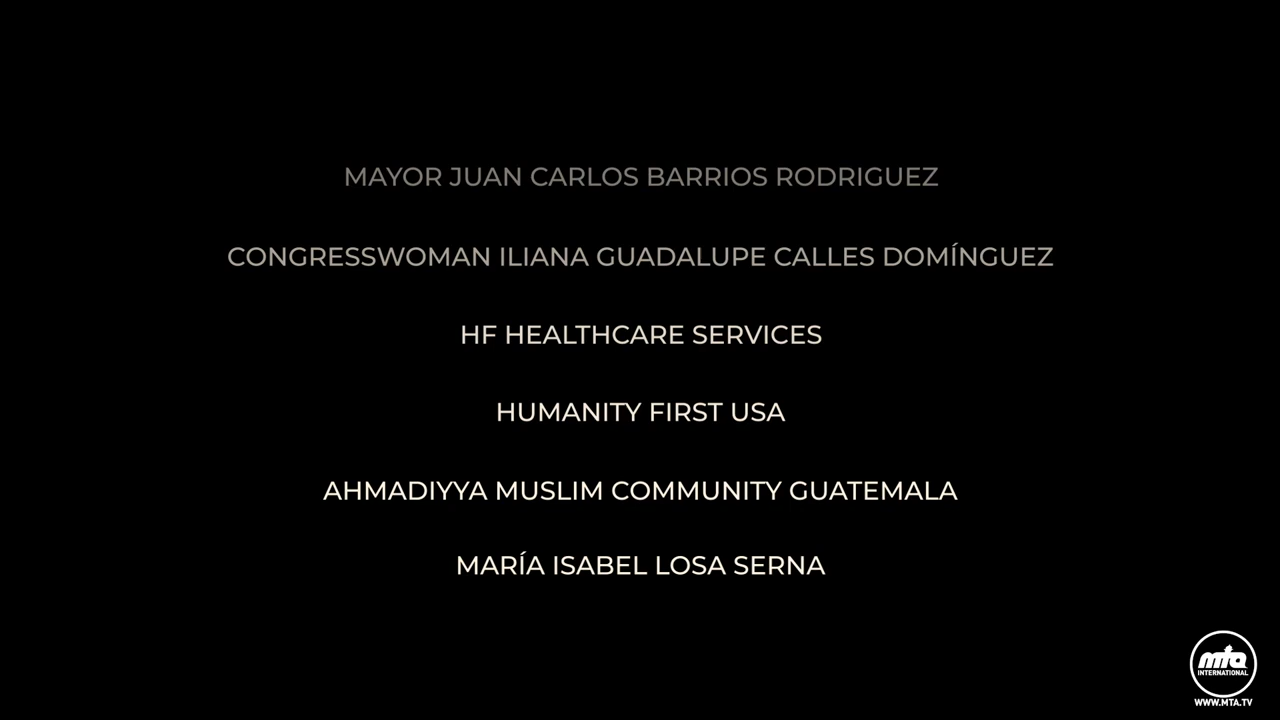 MAYOR JUAN CARLOS BARRIOS RODRIGUEZ
CONGRESSWOMAN ILIANA GUADALUPE CALLES DOMÍNGUEZ
HF HEALTHCARE SERVICES
HUMANITY FIRST USA
AHMADIYYA MUSLIM COMMUNITY GUATEMALA
MARÍA ISABEL LOSA SERNA
mta
INTERNATIONAL
WWW.MTA.TV